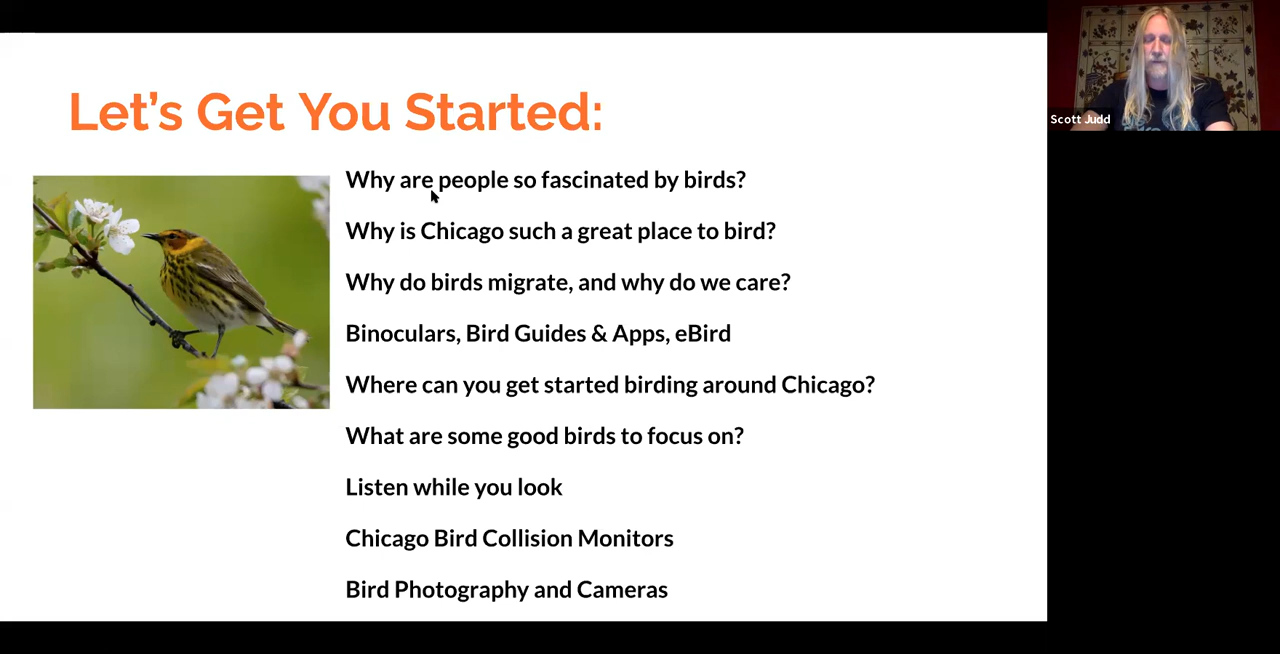 Let's Get You Started:
Why are people so fascinated by birds?
Why is Chicago such a great place to bird?
Why do birds migrate, and why do we care?
Binoculars, Bird Guides & Apps, eBird
Where can you get started birding around Chicago?
What are some good birds to focus on?
Listen while you look
Chicago Bird Collision Monitors
Bird Photography and Cameras
Scott Judd